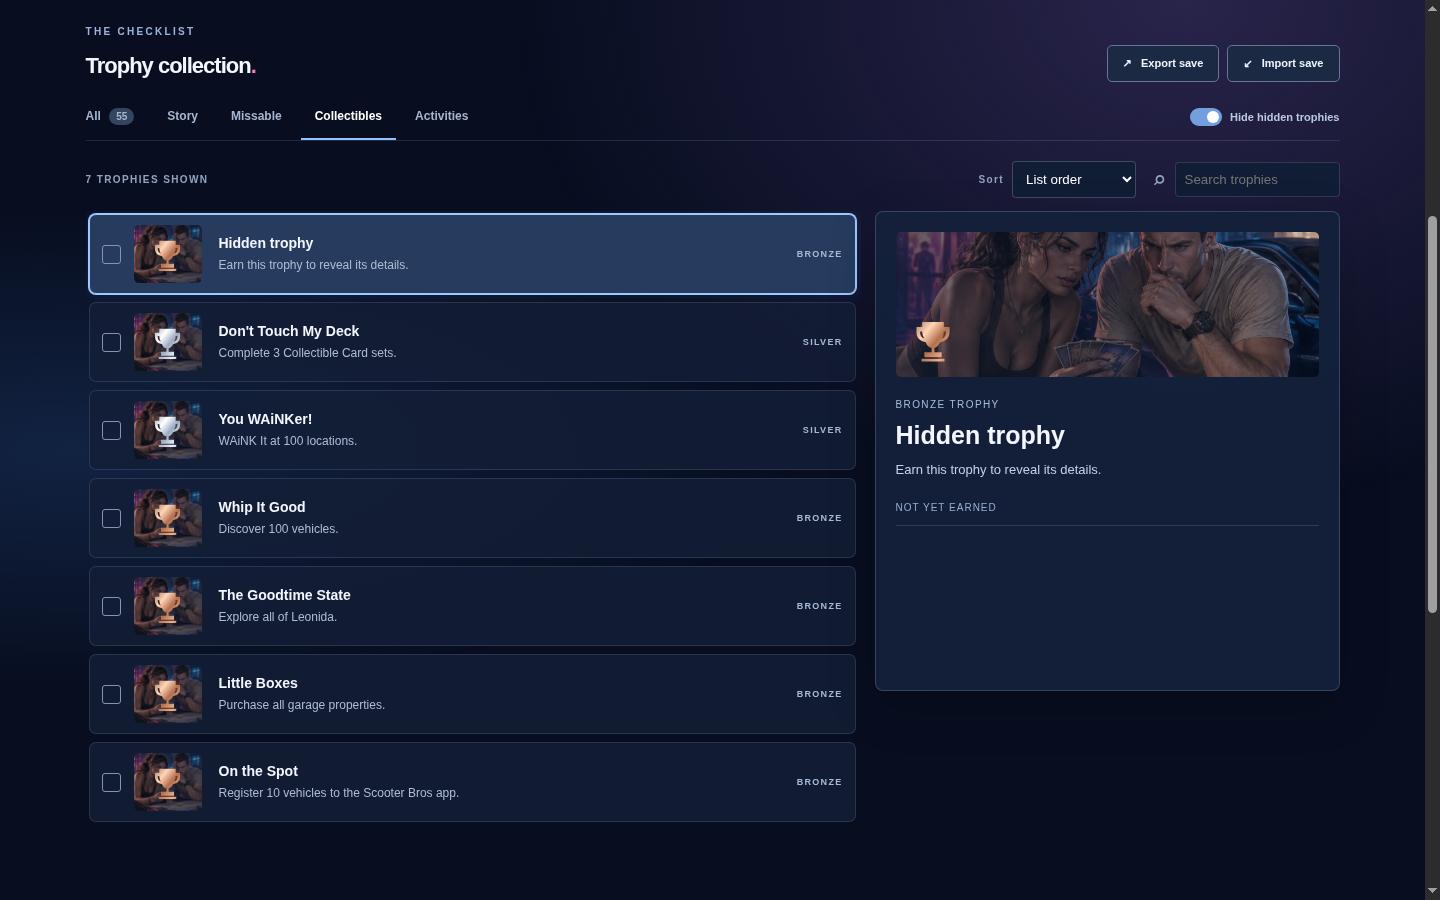 THE CHECKLIST
Trophy collection.
Export save
Import save
All 55 Story Missable Collectibles Activities
Hide hidden trophies
7 TROPHIES SHOWN
Sort List order Search trophies
Hidden trophy
Earn this trophy to reveal its details.
BRONZE
Don't Touch My Deck
Complete 3 Collectible Card sets.
SILVER
You WAiNKer!
WAiNK It at 100 locations.
SILVER
Whip It Good
Discover 100 vehicles.
BRONZE
The Goodtime State
Explore all of Leonida.
BRONZE
Little Boxes
Purchase all garage properties.
BRONZE
On the Spot
Register 10 vehicles to the Scooter Bros app.
BRONZE
BRONZE TROPHY
Hidden trophy
Earn this trophy to reveal its details.
NOT YET EARNED